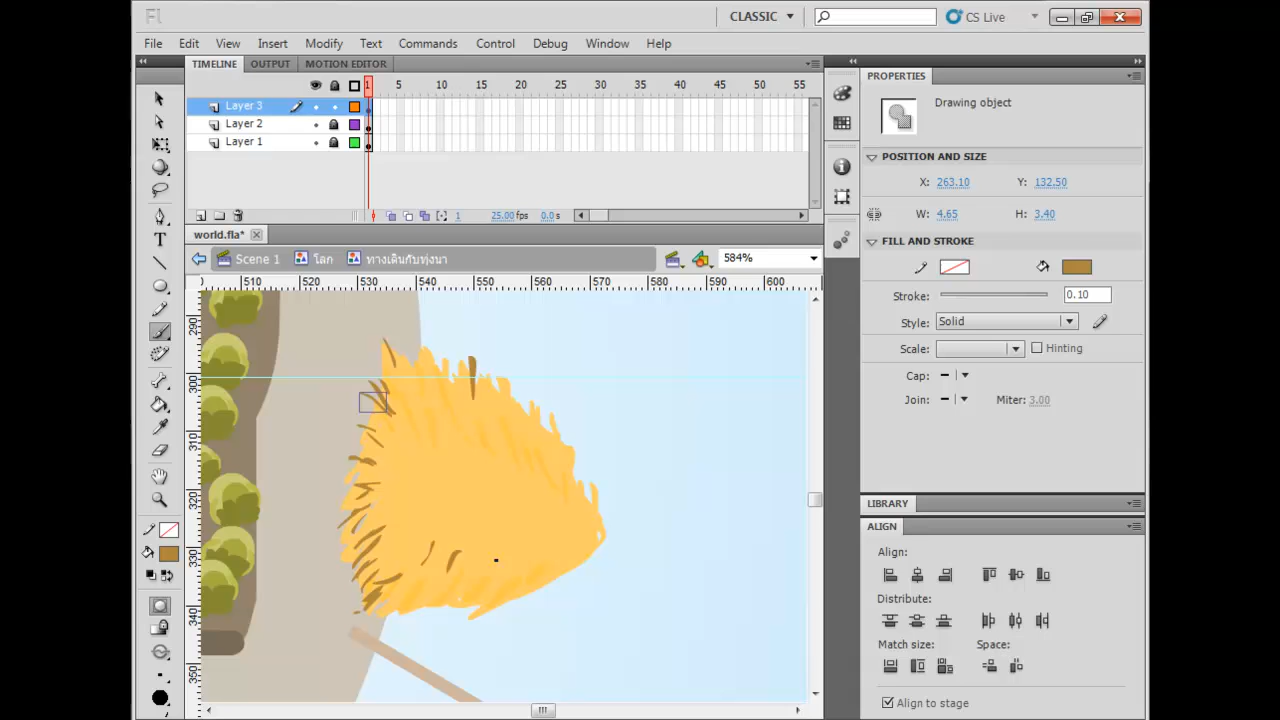 Fl
CLASSIC
CS Live
File Edit View Insert Modify Text Commands Control Debug Window Help
TIMELINE OUTPUT MOTION EDITOR
1 5 10 15 20 25 30 35 40 45 50 55
Layer 3
Layer 2
Layer 1
1 25.00fps 0.0s
world.fla*
Scene 1 โลก ทางเดินกับทุ่งนา 584%
510 520 530 540 550 560 570 580 590 600
290
300
310
320
330
340
350
PROPERTIES
Drawing object
POSITION AND SIZE
X: 263.10 Y: 132.50
W: 4.65 H: 3.40
FILL AND STROKE
Stroke: 0.10
Style: Solid
Scale: Hinting
Cap:
Join: Miter: 3.00
LIBRARY
ALIGN
Align:
Distribute:
Match size: Space:
Align to stage